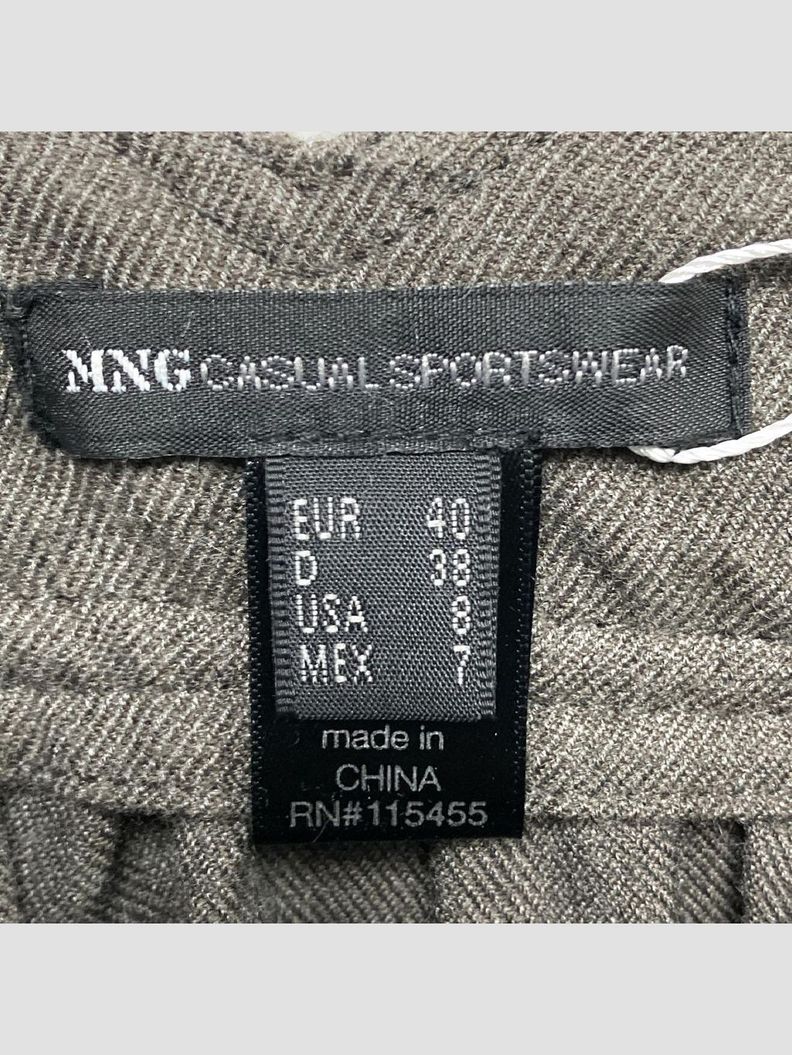 MNG CASUAL SPORTSWEAR
EUR 40
D 38
USA 8
MEX 7
made in
CHINA
RN#115455